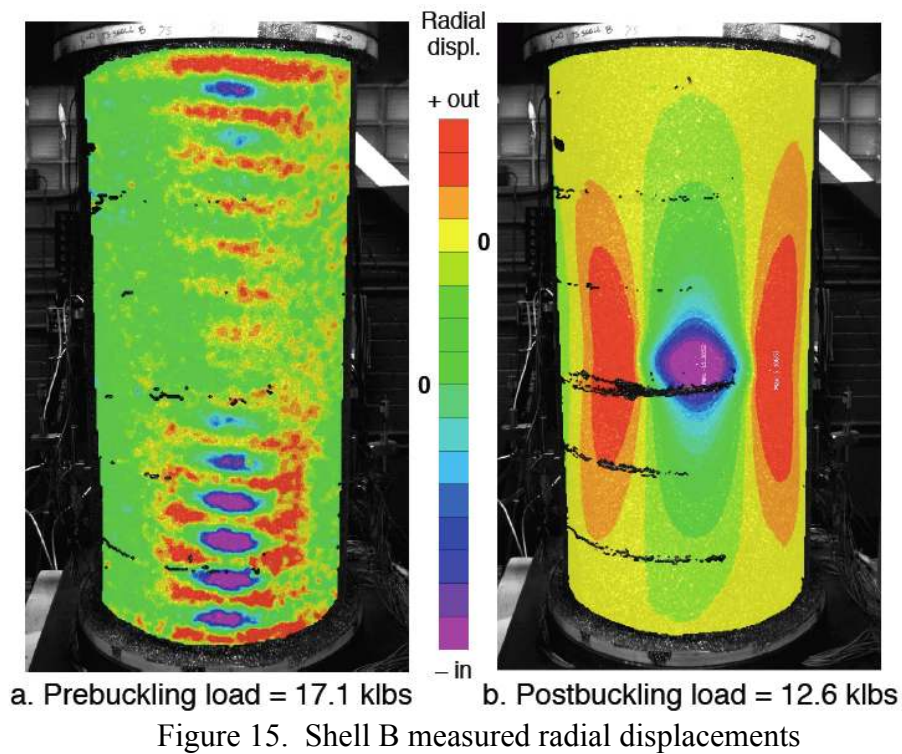 Radial
displ.
+ out
0
0
– in
a. Prebuckling load = 17.1 klbs
b. Postbuckling load = 12.6 klbs
Figure 15.  Shell B measured radial displacements